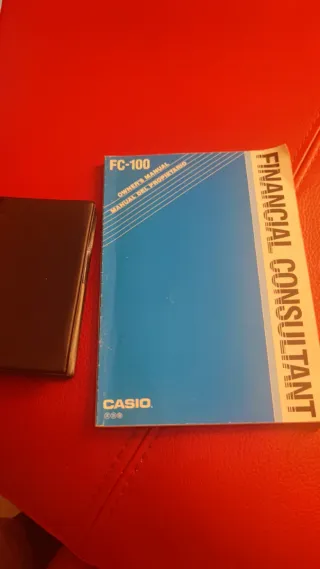 FC-100
OWNER'S MANUAL
MANUAL DEL PROPIETARIO
FINANCIAL CONSULTANT
CASIO